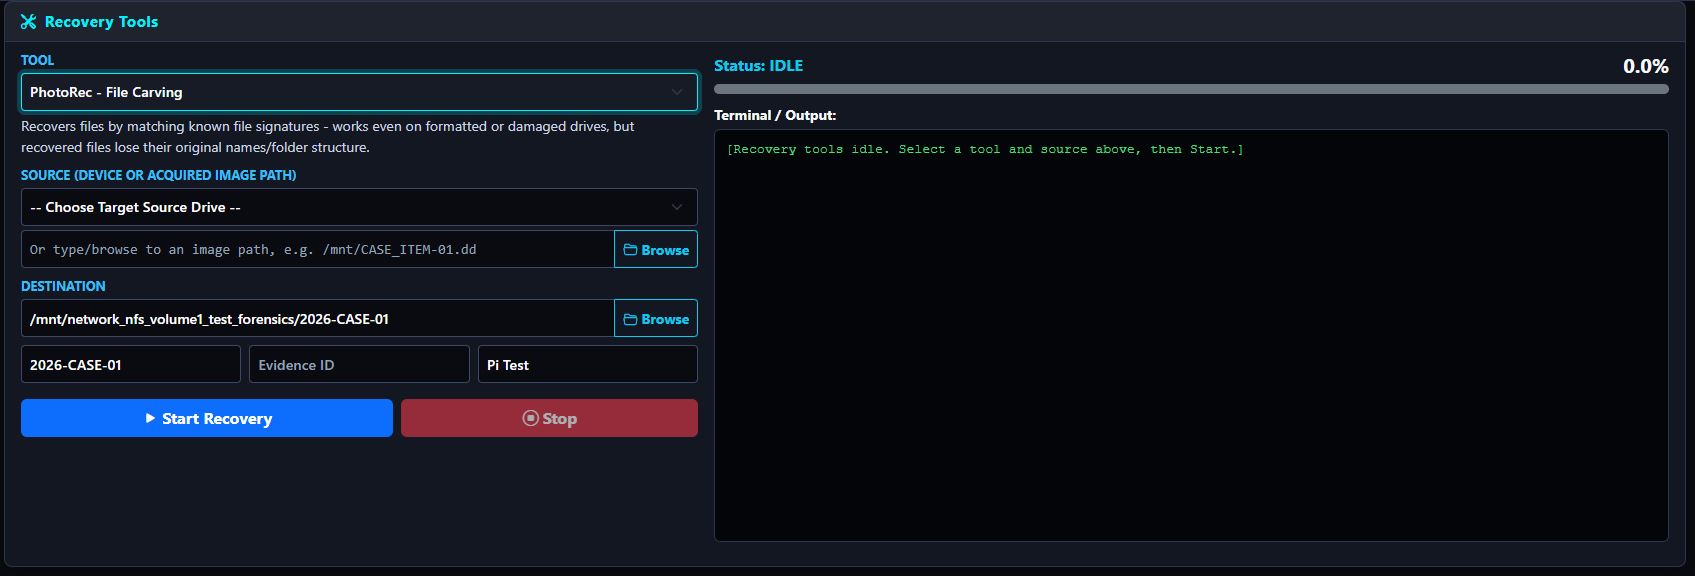 Recovery Tools
TOOL
PhotoRec - File Carving
Recovers files by matching known file signatures - works even on formatted or damaged drives, but
recovered files lose their original names/folder structure.
SOURCE (DEVICE OR ACQUIRED IMAGE PATH)
-- Choose Target Source Drive --
Or type/browse to an image path, e.g. /mnt/CASE_ITEM-01.dd
Browse
DESTINATION
/mnt/network_nfs_volume1_test_forensics/2026-CASE-01
Browse
2026-CASE-01
Evidence ID
Pi Test
Start Recovery
Stop
Status: IDLE
0.0%
Terminal / Output:
[Recovery tools idle. Select a tool and source above, then Start.]